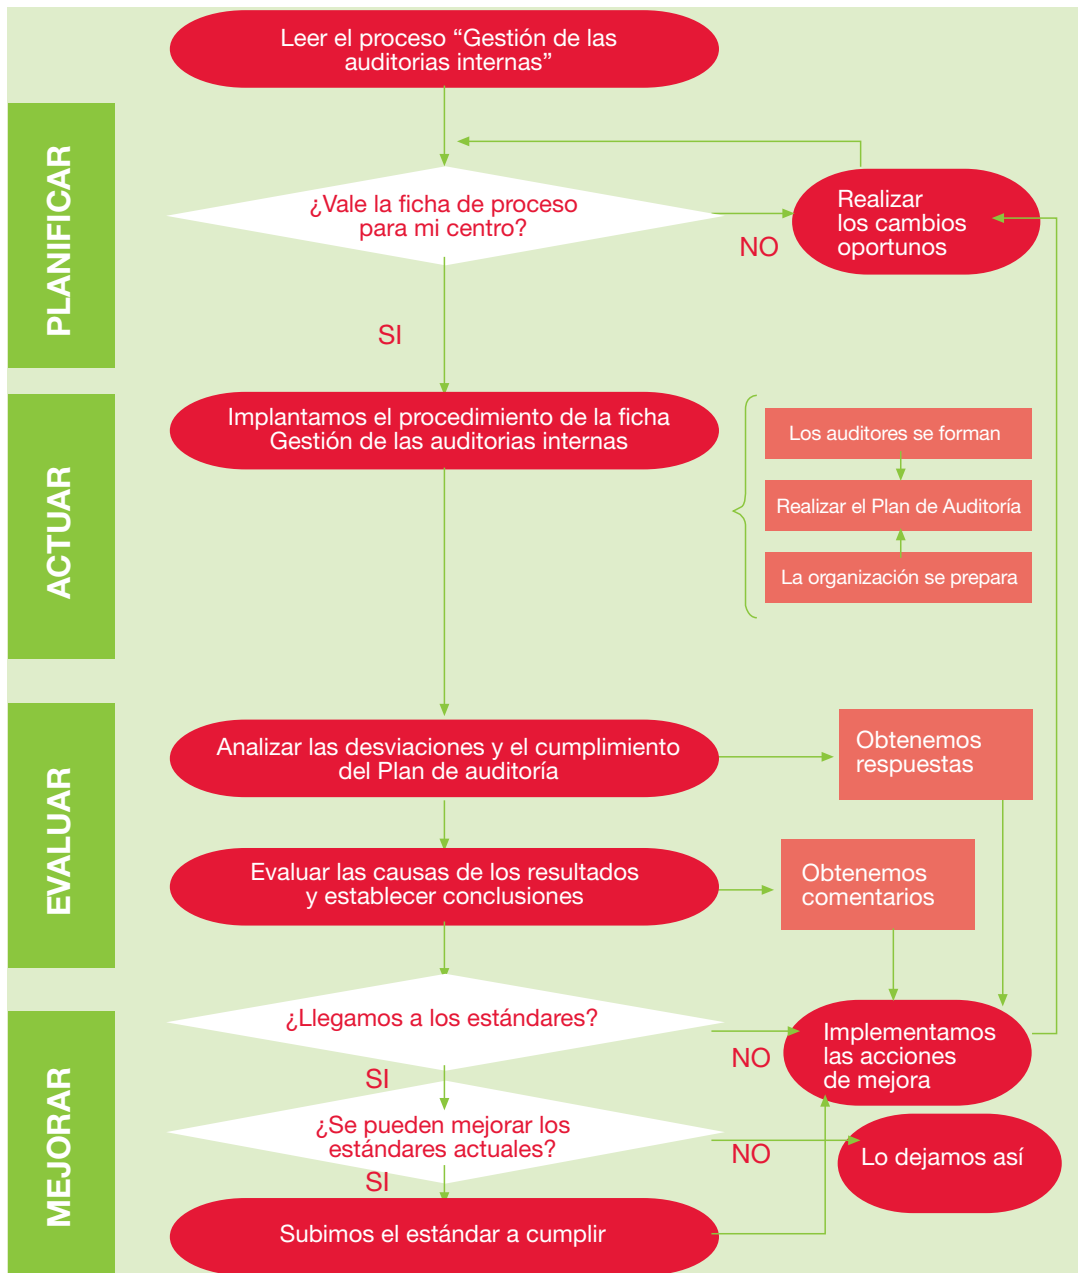 Leer el proceso “Gestión de las
auditorias internas”
PLANIFICAR
¿Vale la ficha de proceso
para mi centro?
NO
Realizar
los cambios
oportunos
SI
ACTUAR
Implantamos el procedimiento de la ficha
Gestión de las auditorias internas
Los auditores se forman
Realizar el Plan de Auditoría
La organización se prepara
EVALUAR
Analizar las desviaciones y el cumplimiento
del Plan de auditoría
Obtenemos
respuestas
Evaluar las causas de los resultados
y establecer conclusiones
Obtenemos
comentarios
MEJORAR
¿Llegamos a los estándares?
NO
Implementamos
las acciones
de mejora
SI
¿Se pueden mejorar los
estándares actuales?
NO
Lo dejamos así
SI
Subimos el estándar a cumplir